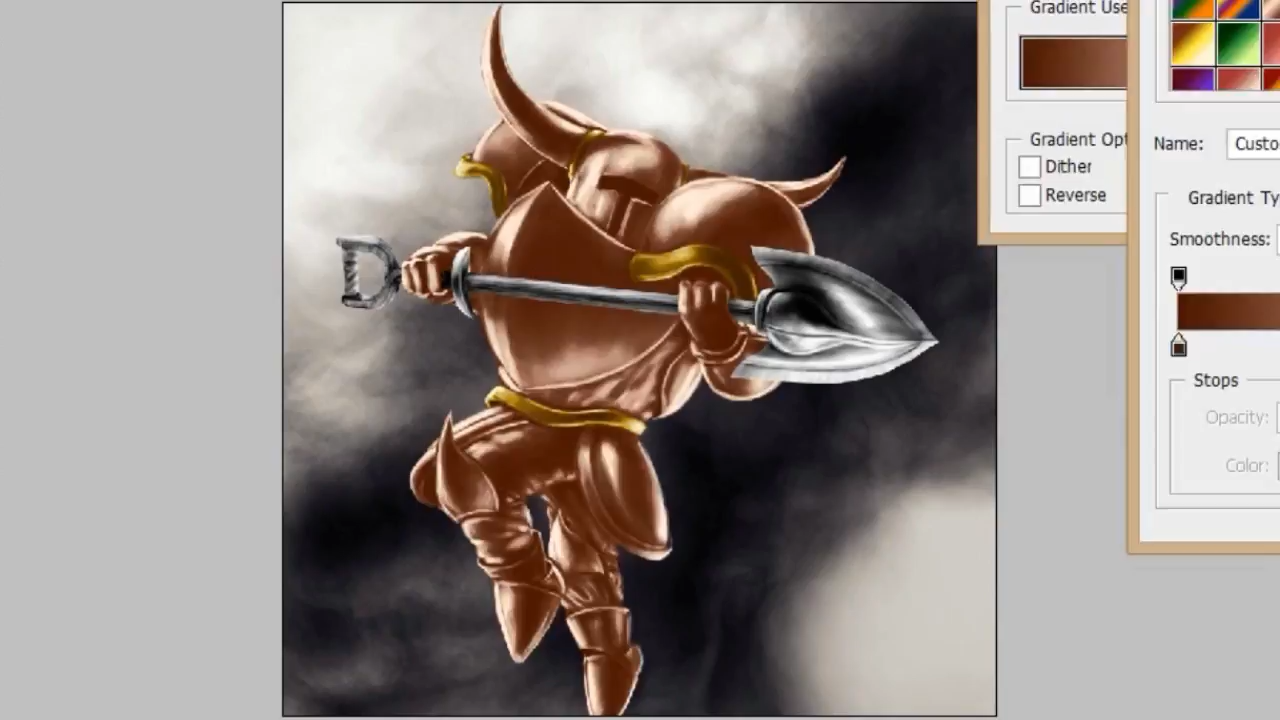 Gradient Use
Gradient Opt
Dither
Reverse
Name: Custo
Gradient Ty
Smoothness:
Stops
Opacity:
Color: